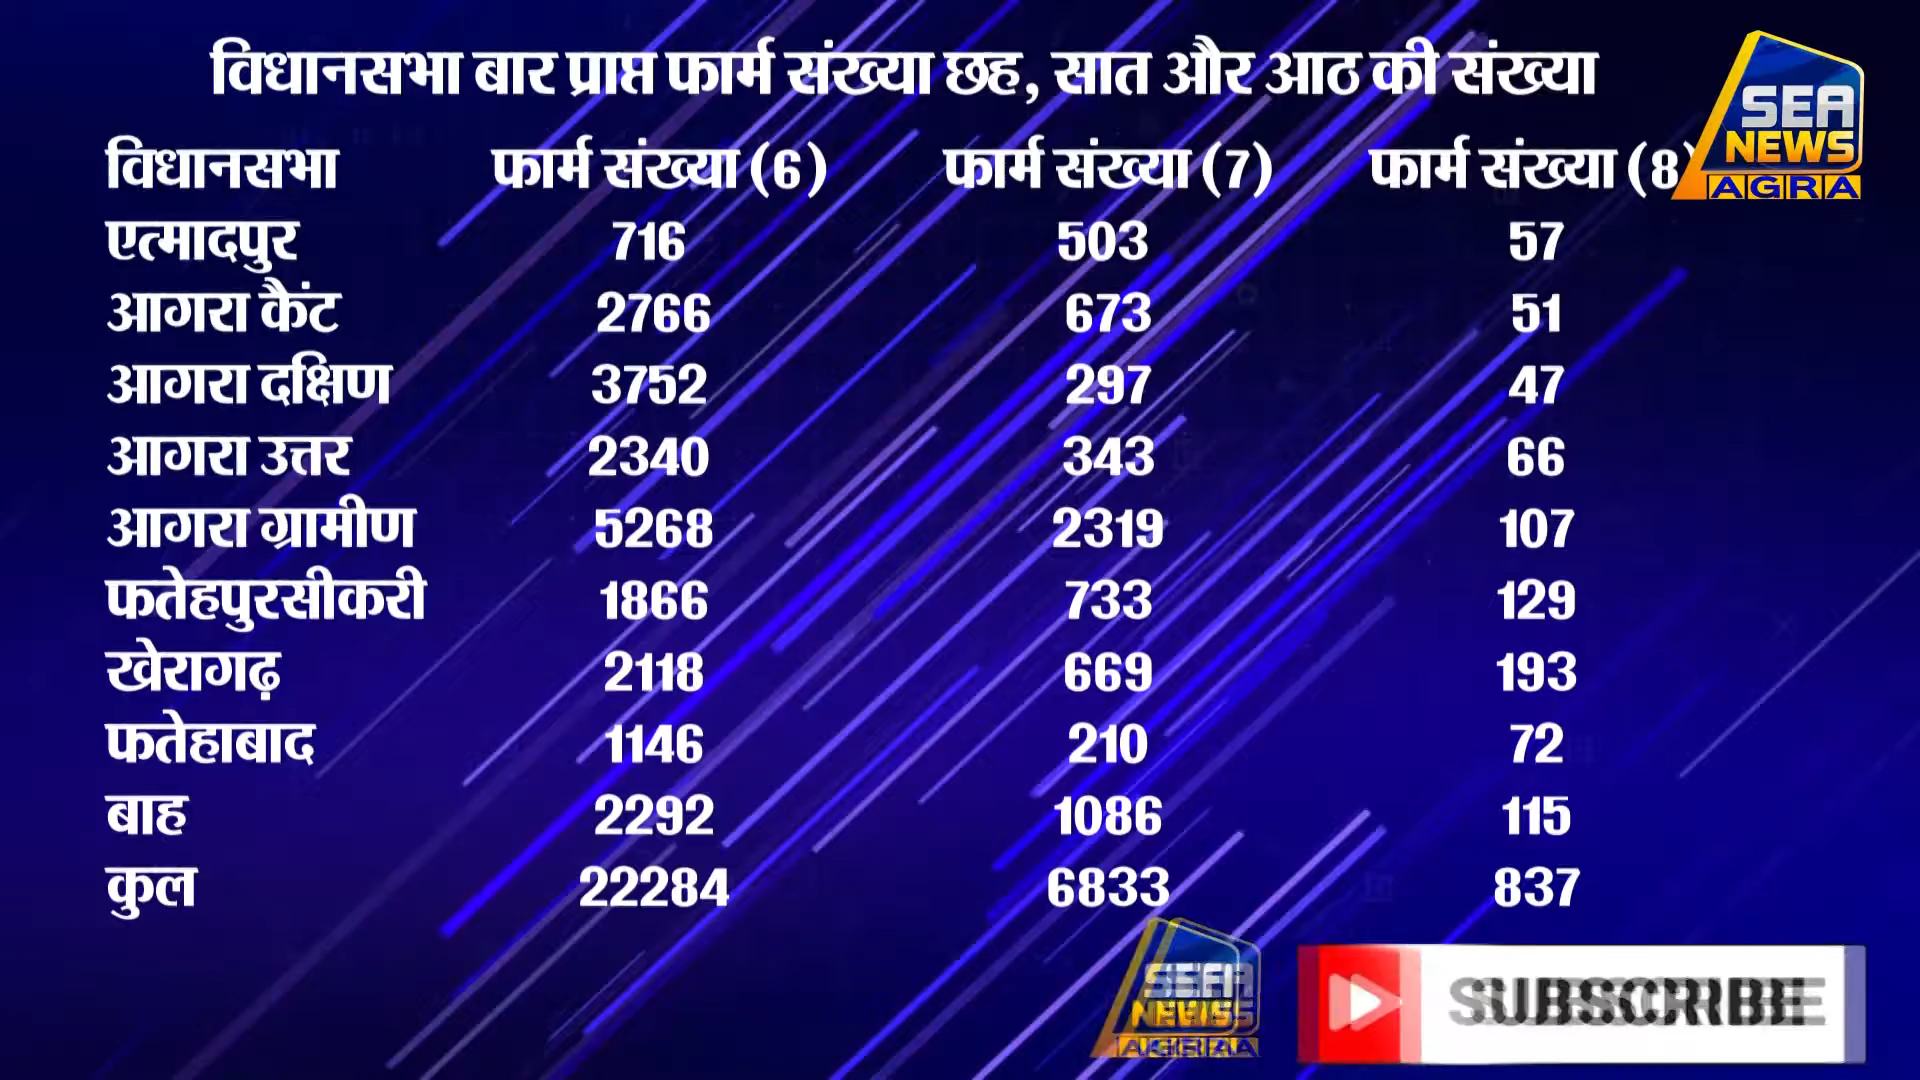 विधानसभा बार प्राप्त फार्म संख्या छह, सात और आठ की संख्या
SEA
NEWS
AGRA
विधानसभा फार्म संख्या (6) फार्म संख्या (7) फार्म संख्या (8)
एत्मादपुर 716 503 57
आगरा कैंट 2766 673 51
आगरा दक्षिण 3752 297 47
आगरा उत्तर 2340 343 66
आगरा ग्रामीण 5268 2319 107
फतेहपुरसीकरी 1866 733 129
खेरागढ़ 2118 669 193
फतेहाबाद 1146 210 72
बाह 2292 1086 115
कुल 22284 6833 837
SEA
NEWS
AGRA
SUBSCRIBE